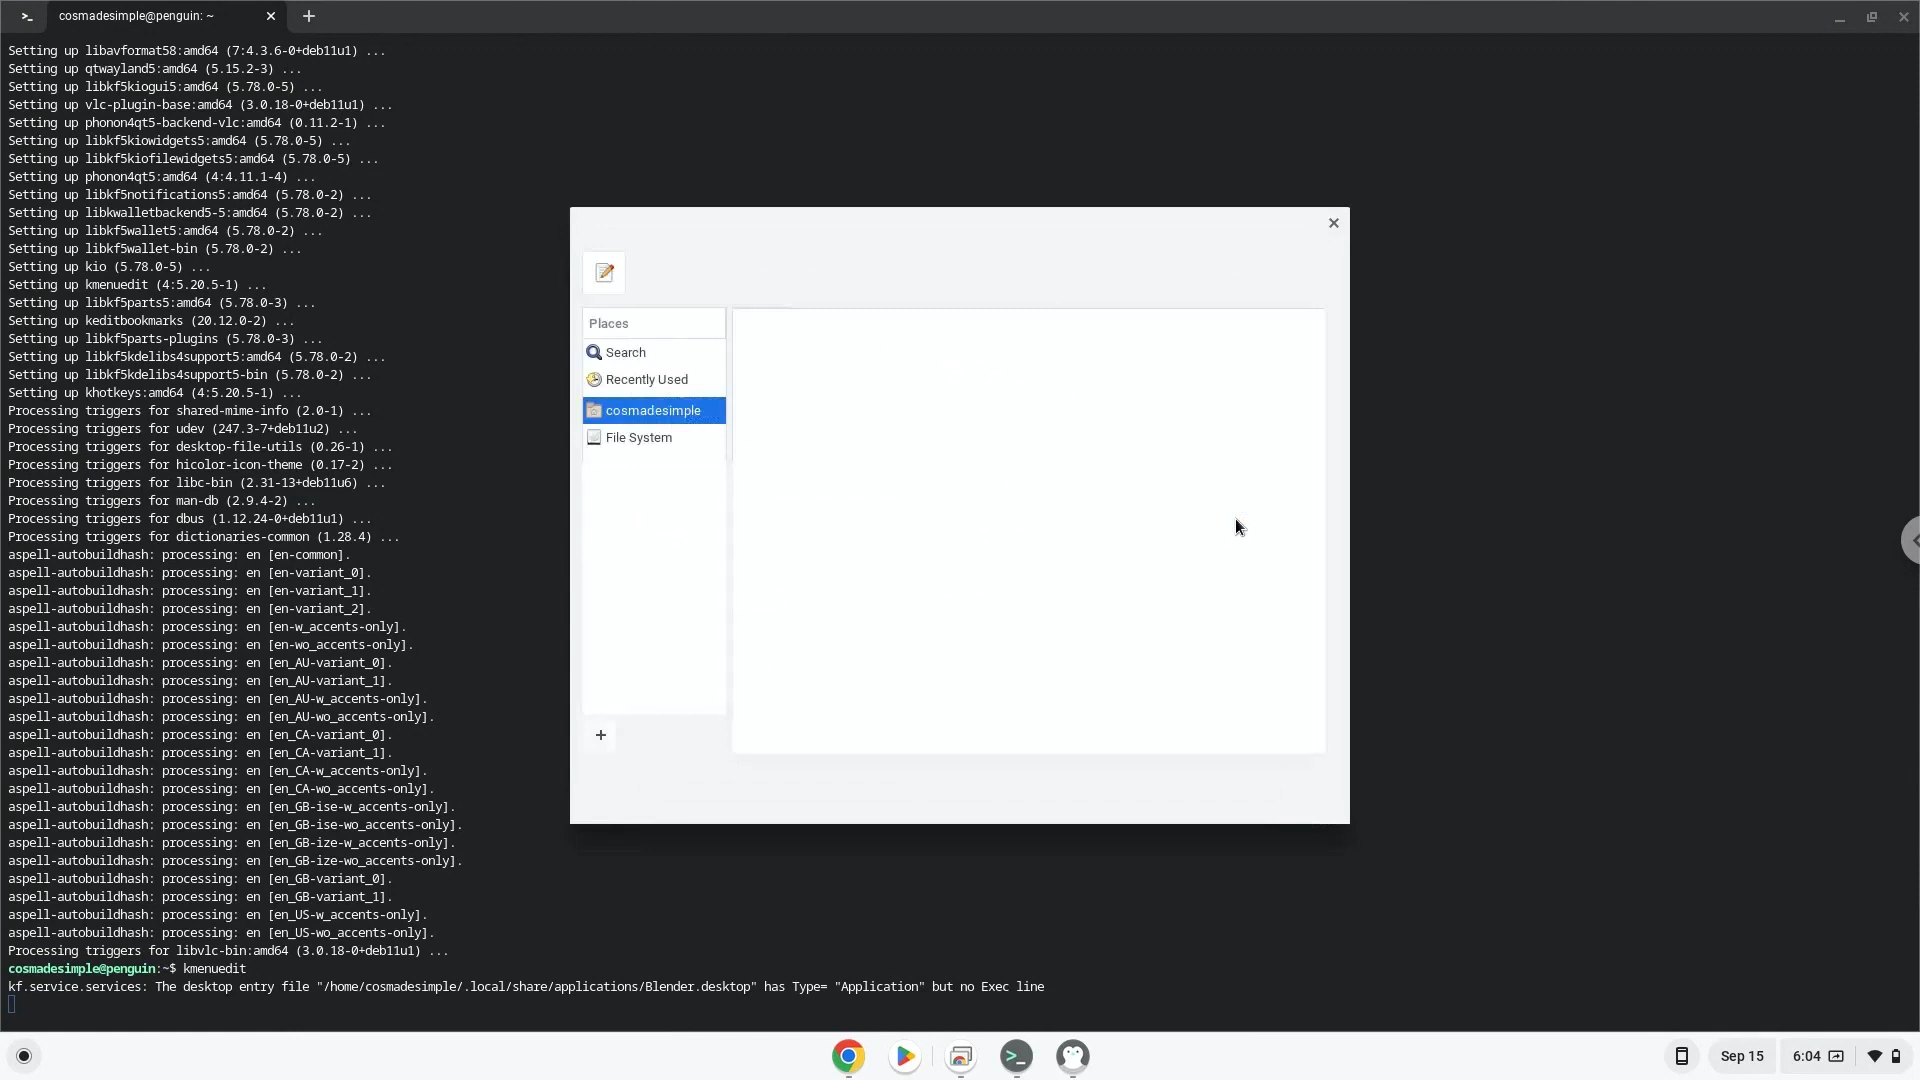 cosmadesimple@penguin: ~
Setting up libavformat58:amd64 (7:4.3.6-0+deb11u1) ...
Setting up qtwayland5:amd64 (5.15.2-3) ...
Setting up libkf5kiogui5:amd64 (5.78.0-5) ...
Setting up vlc-plugin-base:amd64 (3.0.18-0+deb11u1) ...
Setting up phonon4qt5-backend-vlc:amd64 (0.11.2-1) ...
Setting up libkf5kiowidgets5:amd64 (5.78.0-5) ...
Setting up libkf5kiofilewidgets5:amd64 (5.78.0-5) ...
Setting up phonon4qt5:amd64 (4:4.11.1-4) ...
Setting up libkf5notifications5:amd64 (5.78.0-2) ...
Setting up libkwalletbackend5-5:amd64 (5.78.0-2) ...
Setting up libkf5wallet5:amd64 (5.78.0-2) ...
Setting up libkf5wallet-bin (5.78.0-2) ...
Setting up kio (5.78.0-5) ...
Setting up kmenuedit (4:5.20.5-1) ...
Setting up libkf5parts5:amd64 (5.78.0-3) ...
Setting up keditbookmarks (20.12.0-2) ...
Setting up libkf5parts-plugins (5.78.0-3) ...
Setting up libkf5kdelibs4support5:amd64 (5.78.0-2) ...
Setting up libkf5kdelibs4support5-bin (5.78.0-2) ...
Setting up khotkeys:amd64 (4:5.20.5-1) ...
Processing triggers for shared-mime-info (2.0-1) ...
Processing triggers for udev (247.3-7+deb11u2) ...
Processing triggers for desktop-file-utils (0.26-1) ...
Processing triggers for hicolor-icon-theme (0.17-2) ...
Processing triggers for libc-bin (2.31-13+deb11u6) ...
Processing triggers for man-db (2.9.4-2) ...
Processing triggers for dbus (1.12.24-0+deb11u1) ...
Processing triggers for dictionaries-common (1.28.4) ...
aspell-autobuildhash: processing: en [en-common].
aspell-autobuildhash: processing: en [en-variant_0].
aspell-autobuildhash: processing: en [en-variant_1].
aspell-autobuildhash: processing: en [en-variant_2].
aspell-autobuildhash: processing: en [en-w_accents-only].
aspell-autobuildhash: processing: en [en-wo_accents-only].
aspell-autobuildhash: processing: en [en_AU-variant_0].
aspell-autobuildhash: processing: en [en_AU-variant_1].
aspell-autobuildhash: processing: en [en_AU-w_accents-only].
aspell-autobuildhash: processing: en [en_AU-wo_accents-only].
aspell-autobuildhash: processing: en [en_CA-variant_0].
aspell-autobuildhash: processing: en [en_CA-variant_1].
aspell-autobuildhash: processing: en [en_CA-w_accents-only].
aspell-autobuildhash: processing: en [en_CA-wo_accents-only].
aspell-autobuildhash: processing: en [en_GB-ise-w_accents-only].
aspell-autobuildhash: processing: en [en_GB-ise-wo_accents-only].
aspell-autobuildhash: processing: en [en_GB-ize-w_accents-only].
aspell-autobuildhash: processing: en [en_GB-ize-wo_accents-only].
aspell-autobuildhash: processing: en [en_GB-variant_0].
aspell-autobuildhash: processing: en [en_GB-variant_1].
aspell-autobuildhash: processing: en [en_US-w_accents-only].
aspell-autobuildhash: processing: en [en_US-wo_accents-only].
Processing triggers for libvlc-bin:amd64 (3.0.18-0+deb11u1) ...
cosmadesimple@penguin:~$ kmenuedit
kf.service.services: The desktop entry file "/home/cosmadesimple/.local/share/applications/Blender.desktop" has Type= "Application" but no Exec line
Places
Search
Recently Used
cosmadesimple
File System
Sep 15
6:04